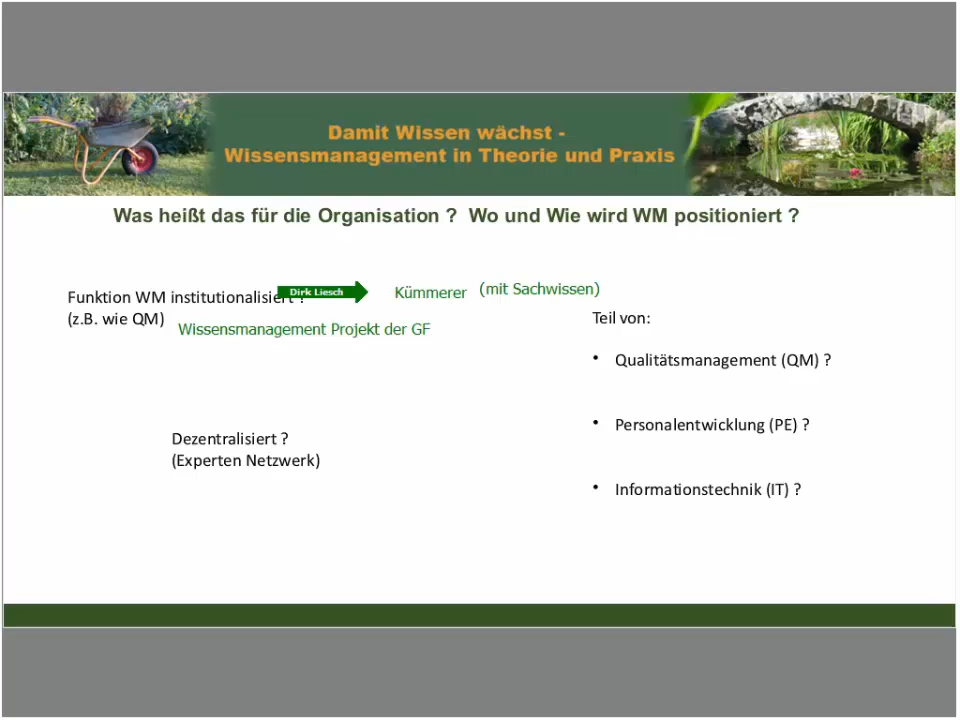 Damit Wissen wächst -
Wissensmanagement in Theorie und Praxis
Was heißt das für die Organisation ? Wo und Wie wird WM positioniert ?
Funktion WM institutionalisiert ?
(z.B. wie QM)
Dirk Liesch
Kümmerer
(mit Sachwissen)
Wissensmanagement Projekt der GF
Dezentralisiert ?
(Experten Netzwerk)
Teil von:
• Qualitätsmanagement (QM) ?
• Personalentwicklung (PE) ?
• Informationstechnik (IT) ?